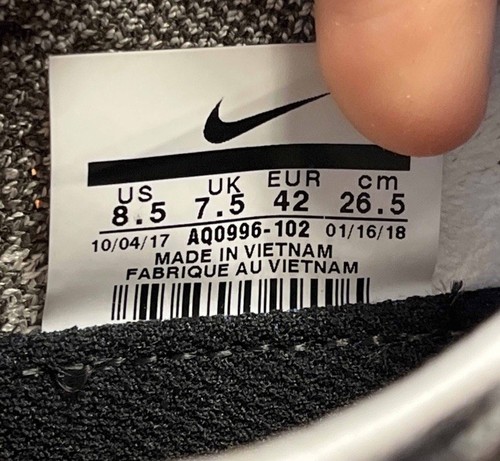 US UK EUR cm
8.5 7.5 42 26.5
10/04/17 AQ0996-102 01/16/18
MADE IN VIETNAM
FABRIQUE AU VIETNAM